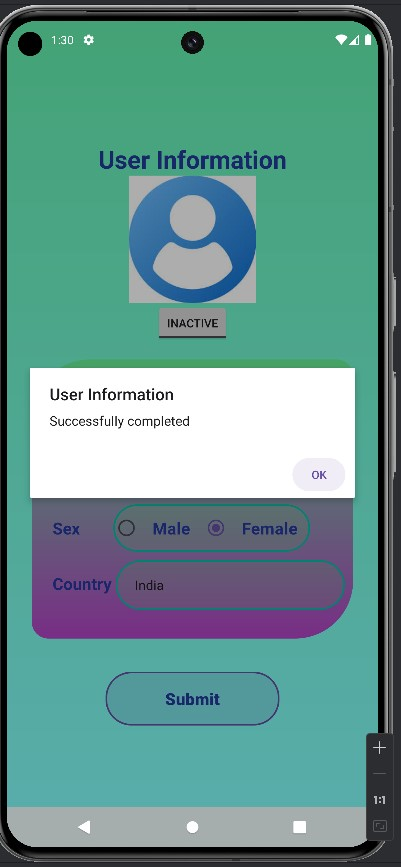 1:30
User Information
INACTIVE
User Information
Successfully completed
OK
Sex Male Female
Country India
Submit
1:1